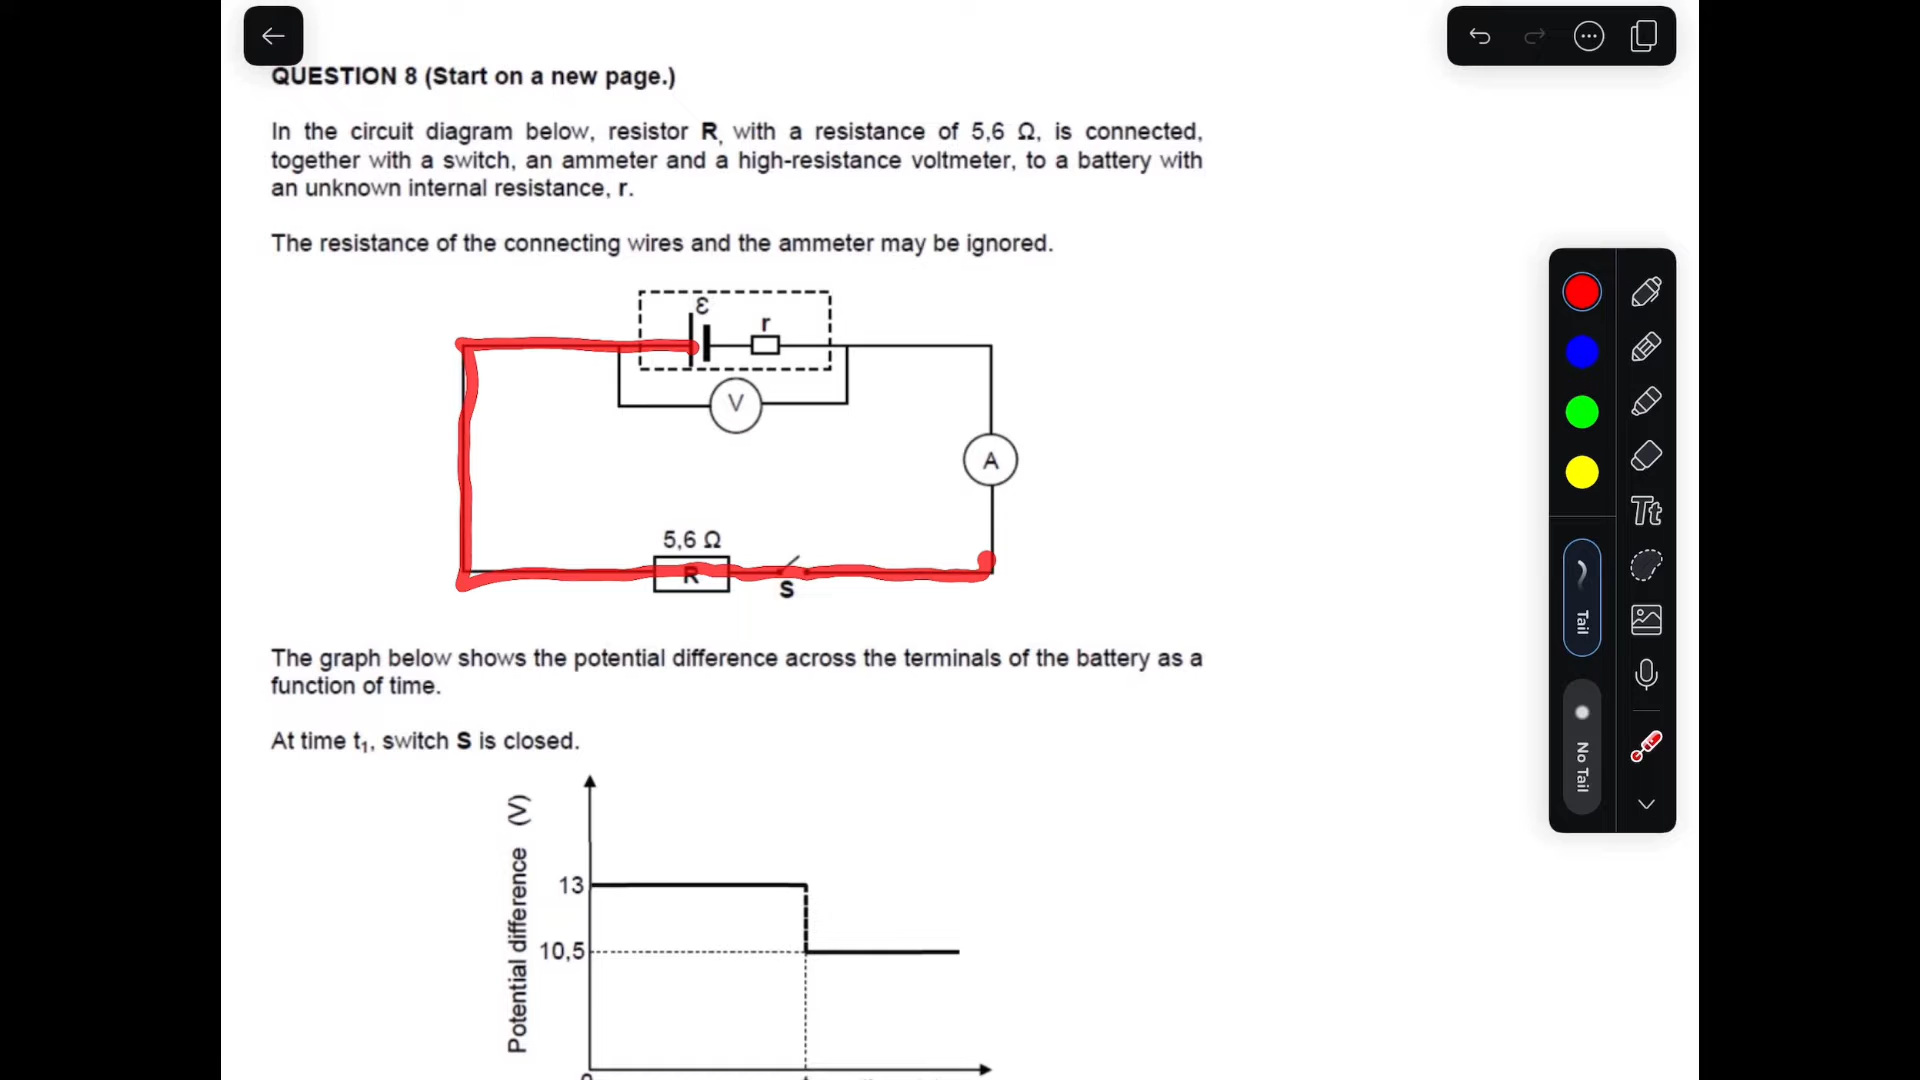 QUESTION 8 (Start on a new page.)
In the circuit diagram below, resistor R, with a resistance of 5,6 Ω, is connected,
together with a switch, an ammeter and a high-resistance voltmeter, to a battery with
an unknown internal resistance, r.
The resistance of the connecting wires and the ammeter may be ignored.
ε
r
V
A
5,6 Ω
R
S
The graph below shows the potential difference across the terminals of the battery as a
function of time.
At time t₁, switch S is closed.
Potential difference (V)
13
10,5
Tt
Tail
No Tail